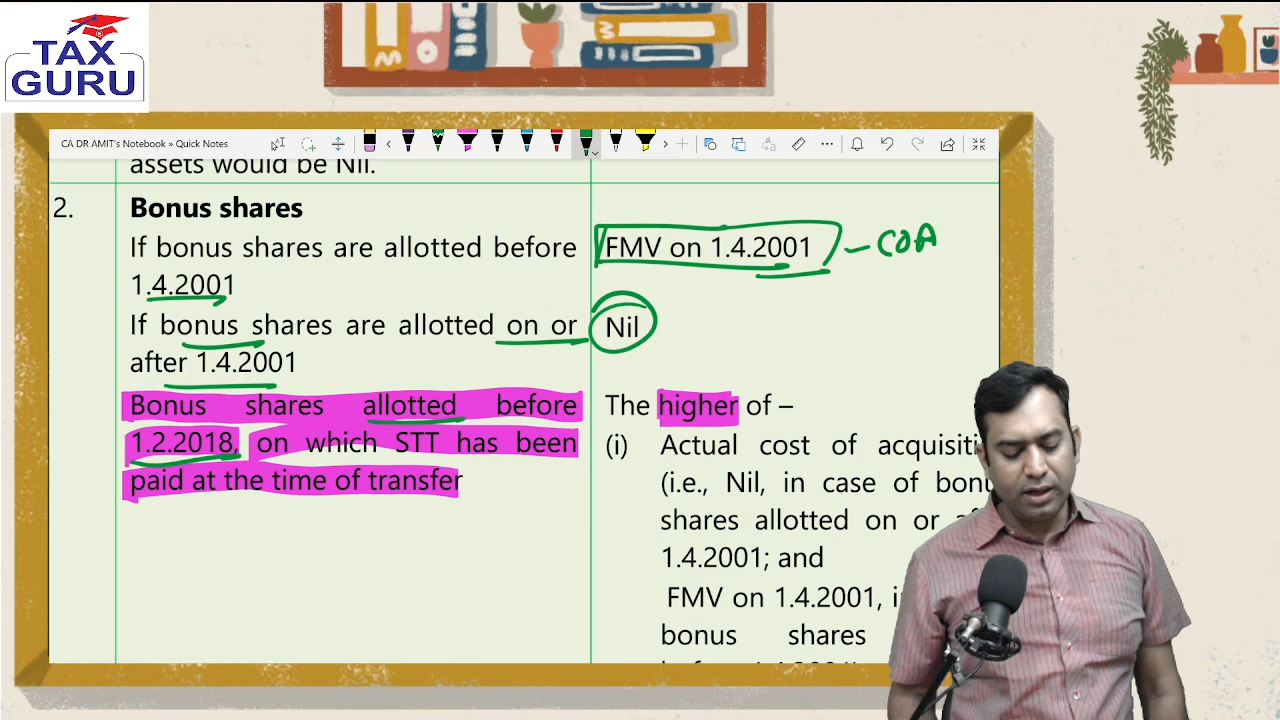 TAX
GURU
CA DR AMIT's Notebook » Quick Notes
assets would be Nil.
2.
Bonus shares
If bonus shares are allotted before
1.4.2001
FMV on 1.4.2001
COA
If bonus shares are allotted on or
after 1.4.2001
Nil
Bonus shares allotted before
1.2.2018, on which STT has been
paid at the time of transfer
The higher of –
(i) Actual cost of
(i.e., Nil, in case of
shares allotted on or
1.4.2001; and
FMV on 1.4.2001,
bonus shares